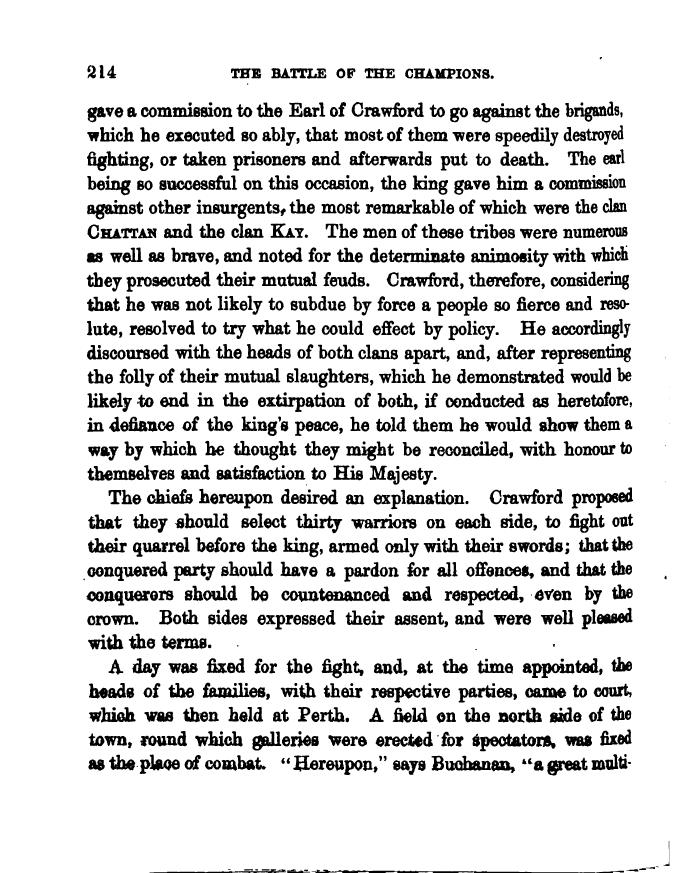 214 THE BATTLE OF THE CHAMPIONS.
gave a commission to the Earl of Crawford to go against the brigands,
which he executed so ably, that most of them were speedily destroyed
fighting, or taken prisoners and afterwards put to death. The earl
being so successful on this occasion, the king gave him a commission
against other insurgents, the most remarkable of which were the clan
CHATTAN and the clan KAY. The men of these tribes were numerous
as well as brave, and noted for the determinate animosity with which
they prosecuted their mutual feuds. Crawford, therefore, considering
that he was not likely to subdue by force a people so fierce and reso-
lute, resolved to try what he could effect by policy. He accordingly
discoursed with the heads of both clans apart, and, after representing
the folly of their mutual slaughters, which he demonstrated would be
likely to end in the extirpation of both, if conducted as heretofore,
in defiance of the king's peace, he told them he would show them a
way by which he thought they might be reconciled, with honour to
themselves and satisfaction to His Majesty.
The chiefs hereupon desired an explanation. Crawford proposed
that they should select thirty warriors on each side, to fight out
their quarrel before the king, armed only with their swords; that the
conquered party should have a pardon for all offences, and that the
conquerors should be countenanced and respected, even by the
crown. Both sides expressed their assent, and were well pleased
with the terms.
A day was fixed for the fight, and, at the time appointed, the
heads of the families, with their respective parties, came to court,
which was then held at Perth. A field on the north side of the
town, round which galleries were erected for spectators, was fixed
as the place of combat. "Hereupon," says Buchanan, "a great multi-